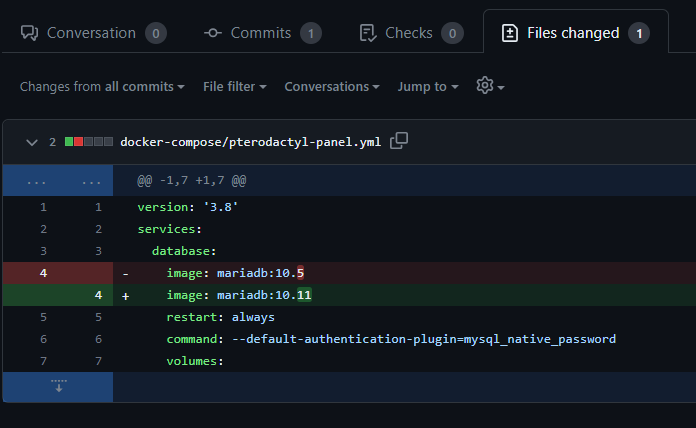 Conversation 0 Commits 1 Checks 0 Files changed 1
Changes from all commits File filter Conversations Jump to
2 docker-compose/pterodactyl-panel.yml
... ... @@ -1,7 +1,7 @@
1 1 version: '3.8'
2 2 services:
3 3 database:
4 - image: mariadb:10.5
4 + image: mariadb:10.11
5 5 restart: always
6 6 command: --default-authentication-plugin=mysql_native_password
7 7 volumes: